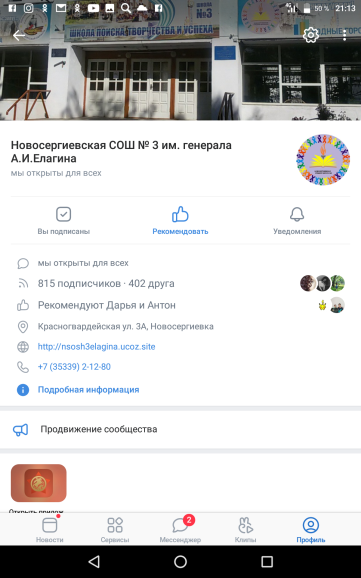 50 % 21:13
ШКОЛА ПОИСКА, ТВОРЧЕСТВА И УСПЕХА
№3
Новосергиевская СОШ № 3 им. генерала
А.И.Елагина
мы открыты для всех
Вы подписаны
Рекомендовать
Уведомления
мы открыты для всех
815 подписчиков · 402 друга
Рекомендуют Дарья и Антон
Красногвардейская ул. 3А, Новосергиевка
http://nsosh3elagina.ucoz.site
+7 (35339) 2-12-80
Подробная информация
Продвижение сообщества
Новости
Сервисы
2
Мессенджер
Клипы
Профиль